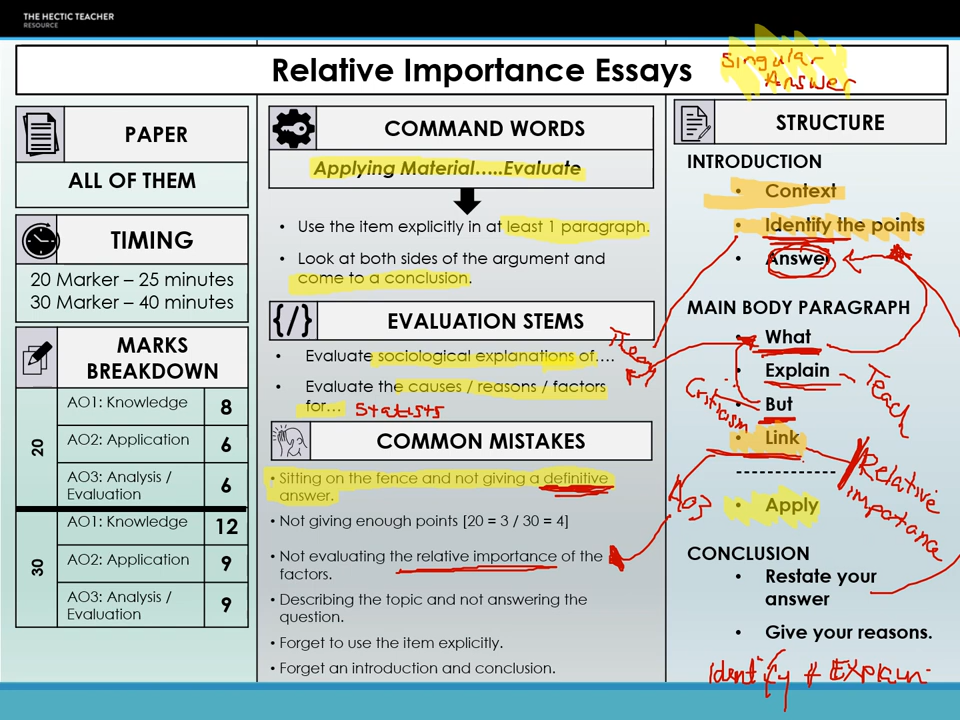 THE HECTIC TEACHER
RESOURCE
Relative Importance Essays
Singular
Answer
PAPER
ALL OF THEM
TIMING
20 Marker – 25 minutes
30 Marker – 40 minutes
MARKS
BREAKDOWN
20
AO1: Knowledge 8
AO2: Application 6
AO3: Analysis /
Evaluation 6
30
AO1: Knowledge 12
AO2: Application 9
AO3: Analysis /
Evaluation 9
COMMAND WORDS
Applying Material…..Evaluate
• Use the item explicitly in at least 1 paragraph.
• Look at both sides of the argument and
come to a conclusion.
{/}
EVALUATION STEMS
• Evaluate sociological explanations of….
• Evaluate the causes / reasons / factors
for…
COMMON MISTAKES
• Sitting on the fence and not giving a definitive
answer.
• Not giving enough points [20 = 3 / 30 = 4]
• Not evaluating the relative importance of the
factors.
• Describing the topic and not answering the
question.
• Forget to use the item explicitly.
• Forget an introduction and conclusion.
STRUCTURE
INTRODUCTION
• Context
• Identify the points
• Answer
MAIN BODY PARAGRAPH
• What
• Explain
Teach
• But
Criticism
• Link
Relative
importance
AO3
--------------
• Apply
CONCLUSION
• Restate your
answer
• Give your reasons.
Identify + Explain